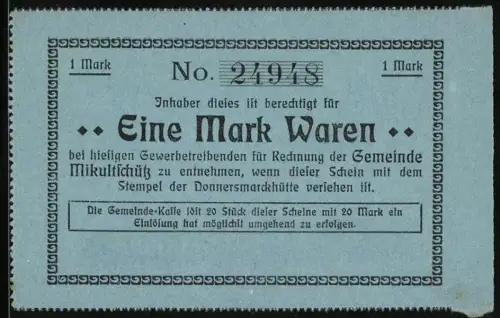 1 Mark No. 24948 1 Mark
Inhaber dieses ist berechtigt für
Eine Mark Waren
bei hiesigen Gewerbetreibenden für Rechnung der Gemeinde
Mikultschütz zu entnehmen, wenn dieser Schein mit dem
Stempel der Donnersmarckhütte versehen ist.
Die Gemeinde-Kasse löst 20 Stück dieser Scheine mit 20 Mark ein
Einlösung hat möglichst umgehend zu erfolgen.